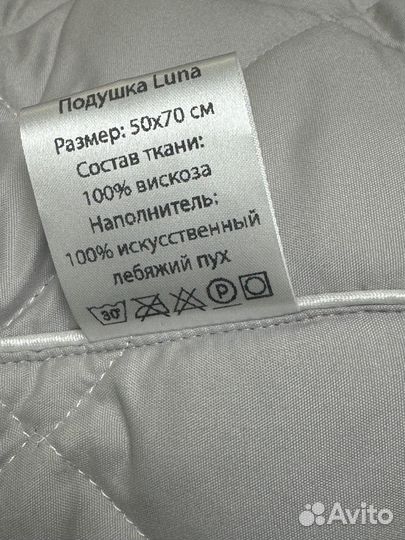 Подушка Luna
Размер: 50х70 см
Состав ткани:
100% вискоза
Наполнитель:
100% искусственный
лебяжий пух
30°
P
Avito